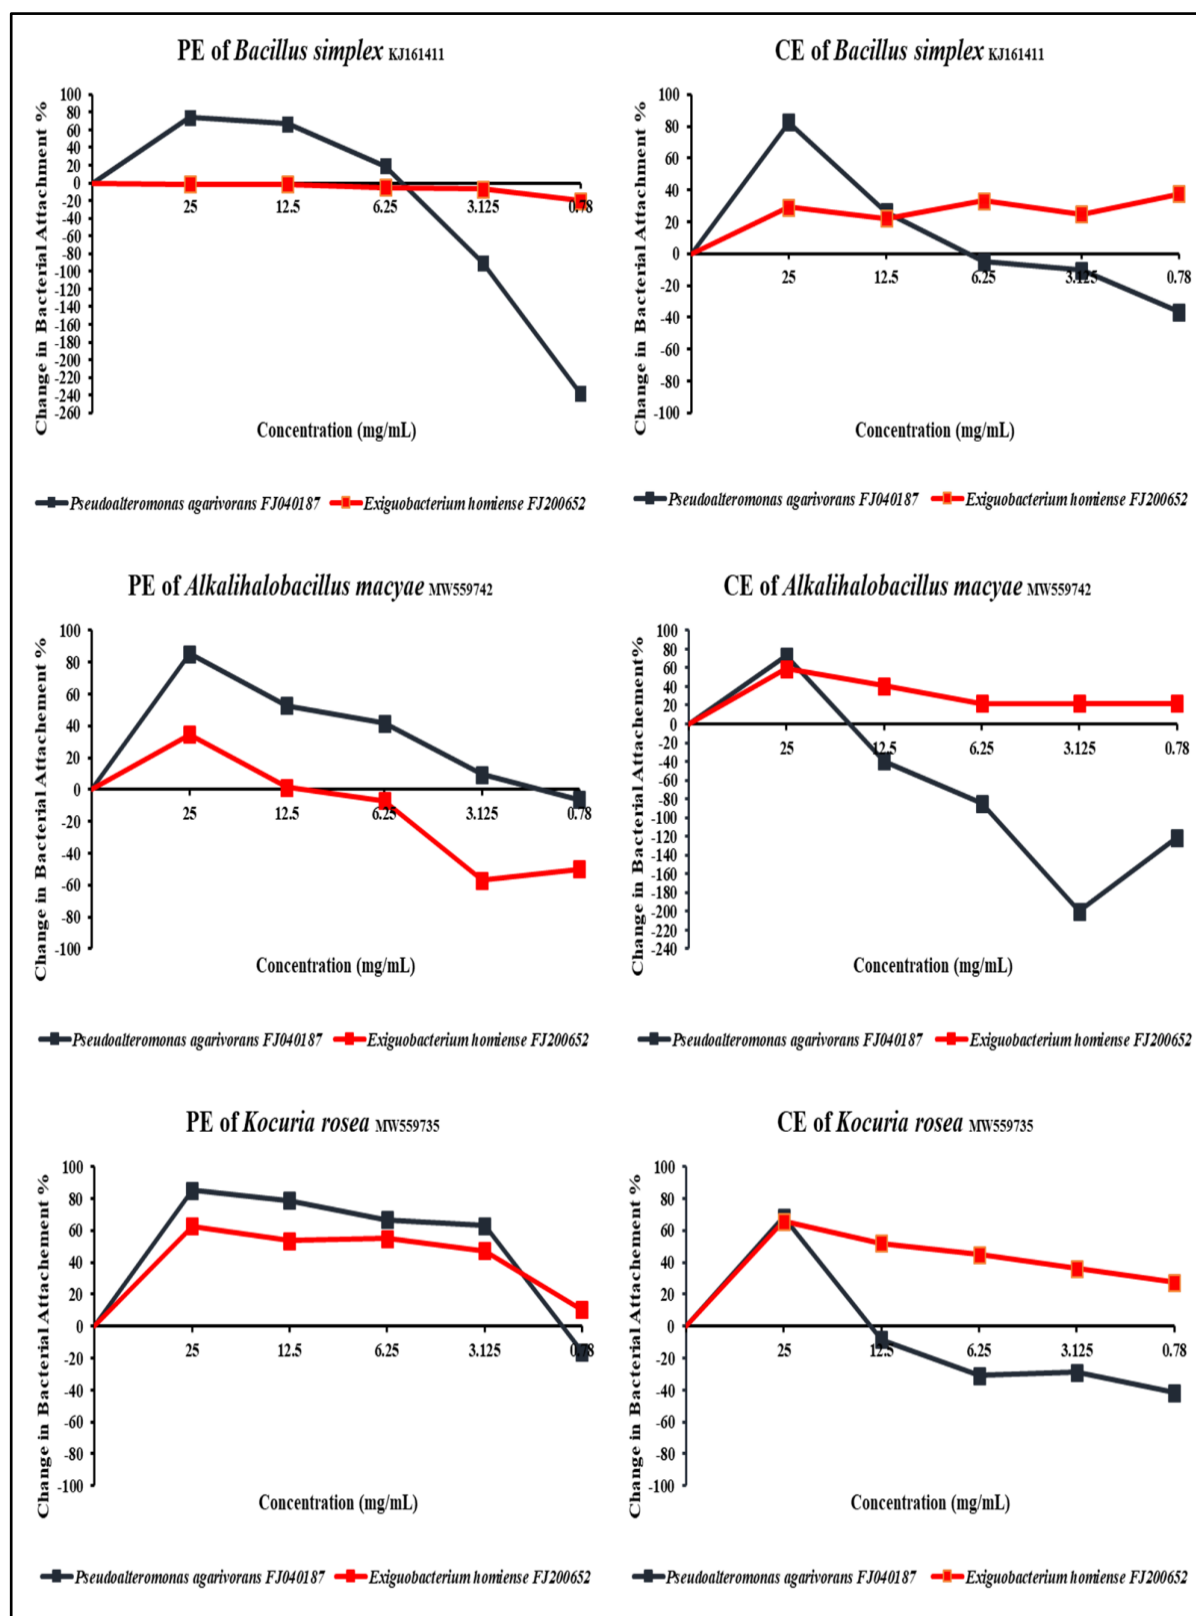 PE of Bacillus simplex KJ161411
Change in Bacterial Attachment %
100
80
60
40
20
0
-20
-40
-60
-80
-100
-120
-140
-160
-180
-200
-220
-240
-260
25 12.5 6.25 3.125 0.78
Concentration (mg/mL)
Pseudoalteromonas agarivorans FJ040187 Exiguobacterium homiense FJ200652
CE of Bacillus simplex KJ161411
Change in Bacterial Attachment %
100
80
60
40
20
0
-20
-40
-60
-80
-100
25 12.5 6.25 3.125 0.78
Concentration (mg/mL)
Pseudoalteromonas agarivorans FJ040187 Exiguobacterium homiense FJ200652
PE of Alkalihalobacillus macyae MW559742
Change in Bacterial Attachement %
100
80
60
40
20
0
-20
-40
-60
-80
-100
25 12.5 6.25 3.125 0.78
Concentration (mg/mL)
Pseudoalteromonas agarivorans FJ040187 Exiguobacterium homiense FJ200652
CE of Alkalihalobacillus macyae MW559742
Change in Bacterial Attachement%
100
80
60
40
20
0
-20
-40
-60
-80
-100
-120
-140
-160
-180
-200
-220
-240
25 12.5 6.25 3.125 0.78
Concentration (mg/mL)
Pseudoalteromonas agarivorans FJ040187 Exiguobacterium homiense FJ200652
PE of Kocuria rosea MW559735
Change in Bacterial Attachement %
100
80
60
40
20
0
-20
-40
-60
-80
-100
25 12.5 6.25 3.125 0.78
Concentration (mg/mL)
Pseudoalteromonas agarivorans FJ040187 Exiguobacterium homiense FJ200652
CE of Kocuria rosea MW559735
Change in Bacterial Attachement %
100
80
60
40
20
0
-20
-40
-60
-80
-100
25 12.5 6.25 3.125 0.78
Concentration (mg/mL)
Pseudoalteromonas agarivorans FJ040187 Exiguobacterium homiense FJ200652